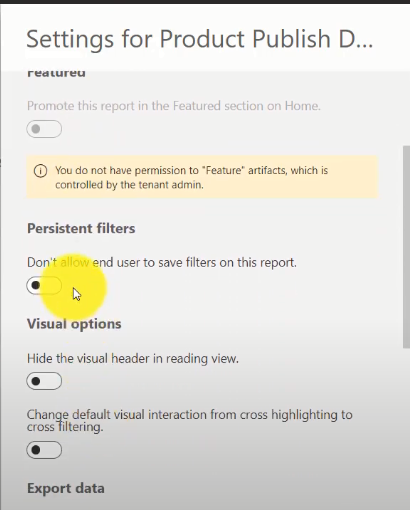 Settings for Product Publish D...
Featured
Promote this report in the Featured section on Home.
You do not have permission to "Feature" artifacts, which is
controlled by the tenant admin.
Persistent filters
Don't allow end user to save filters on this report.
Visual options
Hide the visual header in reading view.
Change default visual interaction from cross highlighting to
cross filtering.
Export data